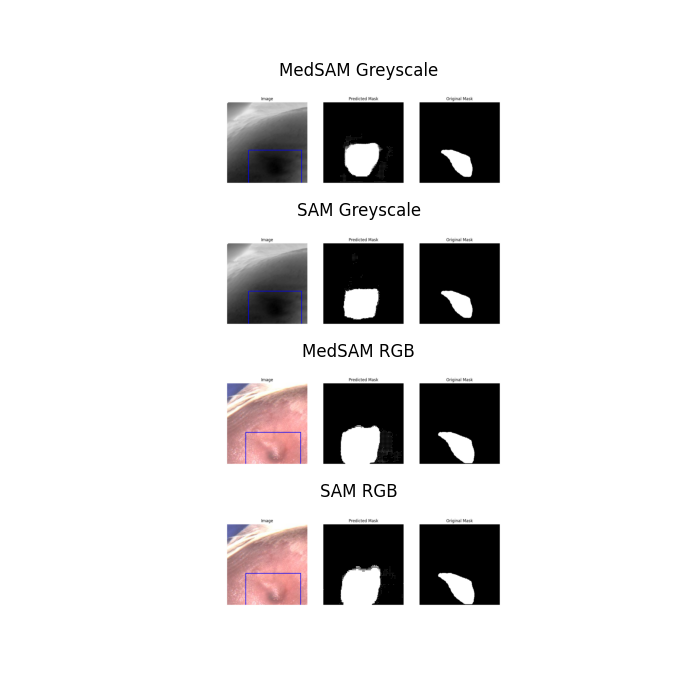 MedSAM Greyscale
Image Predicted Mask Original Mask
SAM Greyscale
Image Predicted Mask Original Mask
MedSAM RGB
Image Predicted Mask Original Mask
SAM RGB
Image Predicted Mask Original Mask